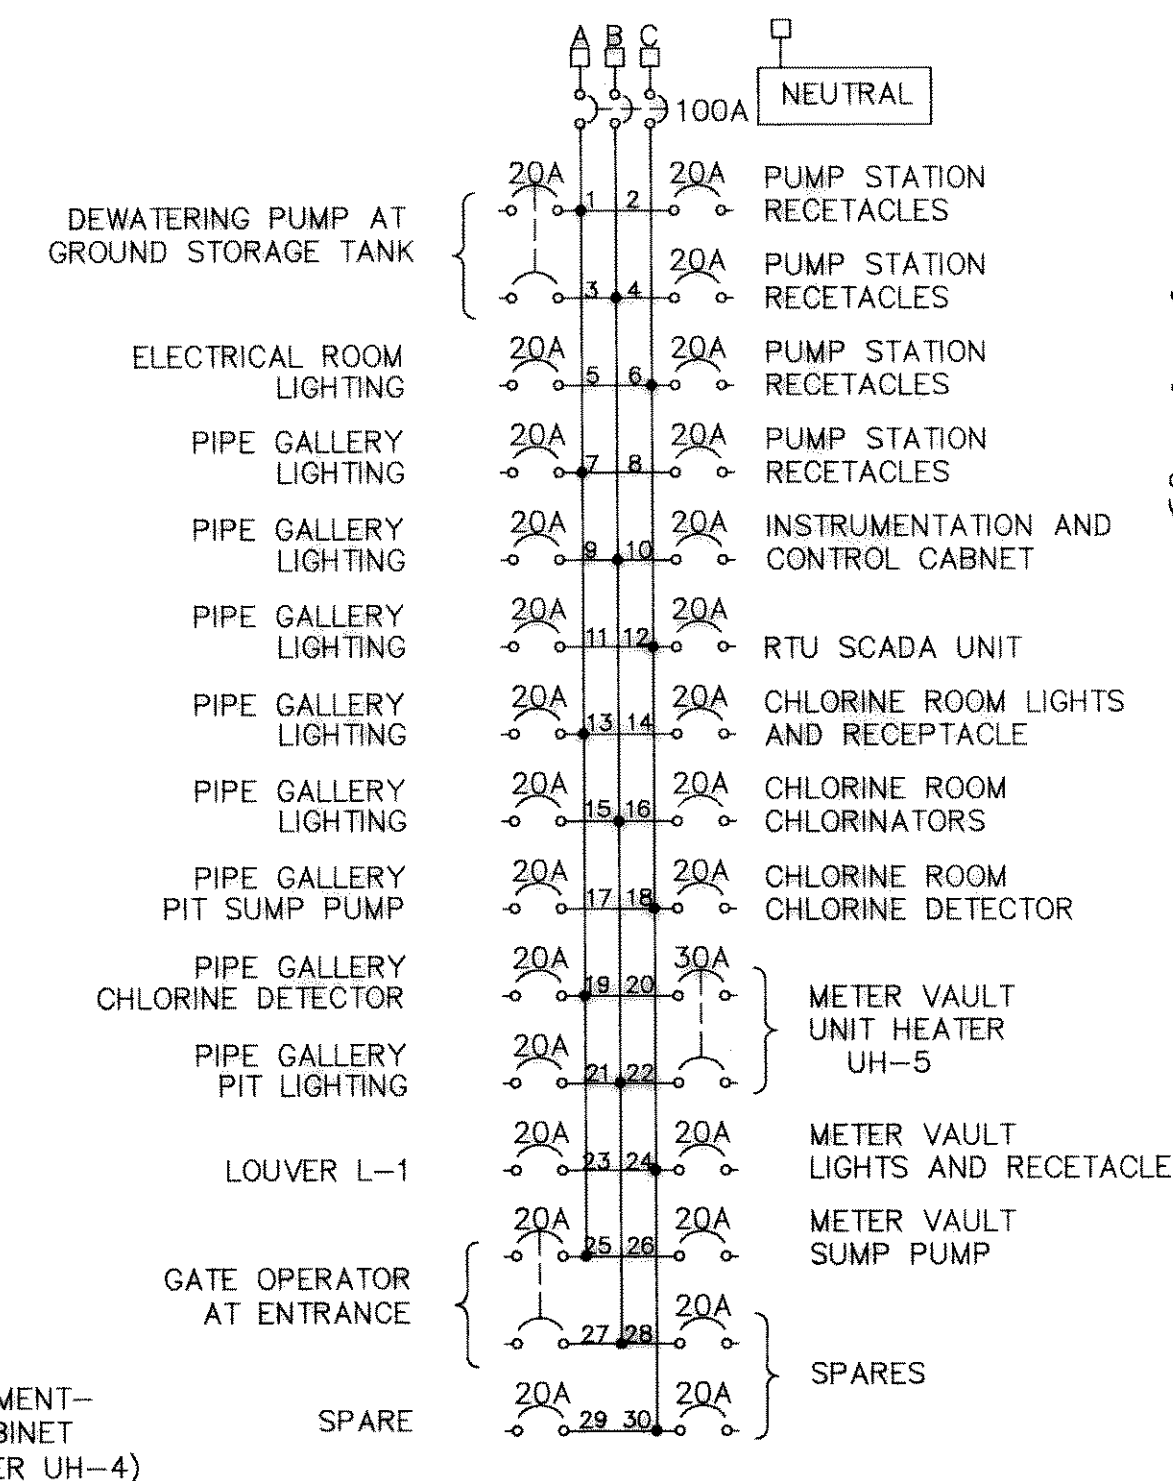 A B C
100A
NEUTRAL
DEWATERING PUMP AT
GROUND STORAGE TANK
20A
1 2
20A
PUMP STATION
RECETACLES
3 4
20A
PUMP STATION
RECETACLES
ELECTRICAL ROOM
LIGHTING
20A
5 6
20A
PUMP STATION
RECETACLES
PIPE GALLERY
LIGHTING
20A
7 8
20A
PUMP STATION
RECETACLES
PIPE GALLERY
LIGHTING
20A
9 10
20A
INSTRUMENTATION AND
CONTROL CABNET
PIPE GALLERY
LIGHTING
20A
11 12
20A
RTU SCADA UNIT
PIPE GALLERY
LIGHTING
20A
13 14
20A
CHLORINE ROOM LIGHTS
AND RECEPTACLE
PIPE GALLERY
LIGHTING
20A
15 16
20A
CHLORINE ROOM
CHLORINATORS
PIPE GALLERY
PIT SUMP PUMP
20A
17 18
20A
CHLORINE ROOM
CHLORINE DETECTOR
PIPE GALLERY
CHLORINE DETECTOR
20A
19 20
30A
METER VAULT
UNIT HEATER
UH-5
PIPE GALLERY
PIT LIGHTING
20A
21 22
LOUVER L-1
20A
23 24
20A
METER VAULT
LIGHTS AND RECETACLE
GATE OPERATOR
AT ENTRANCE
20A
25 26
20A
METER VAULT
SUMP PUMP
27 28
20A
SPARES
SPARE
20A
29 30
20A
MENT-
BINET
ER UH-4)